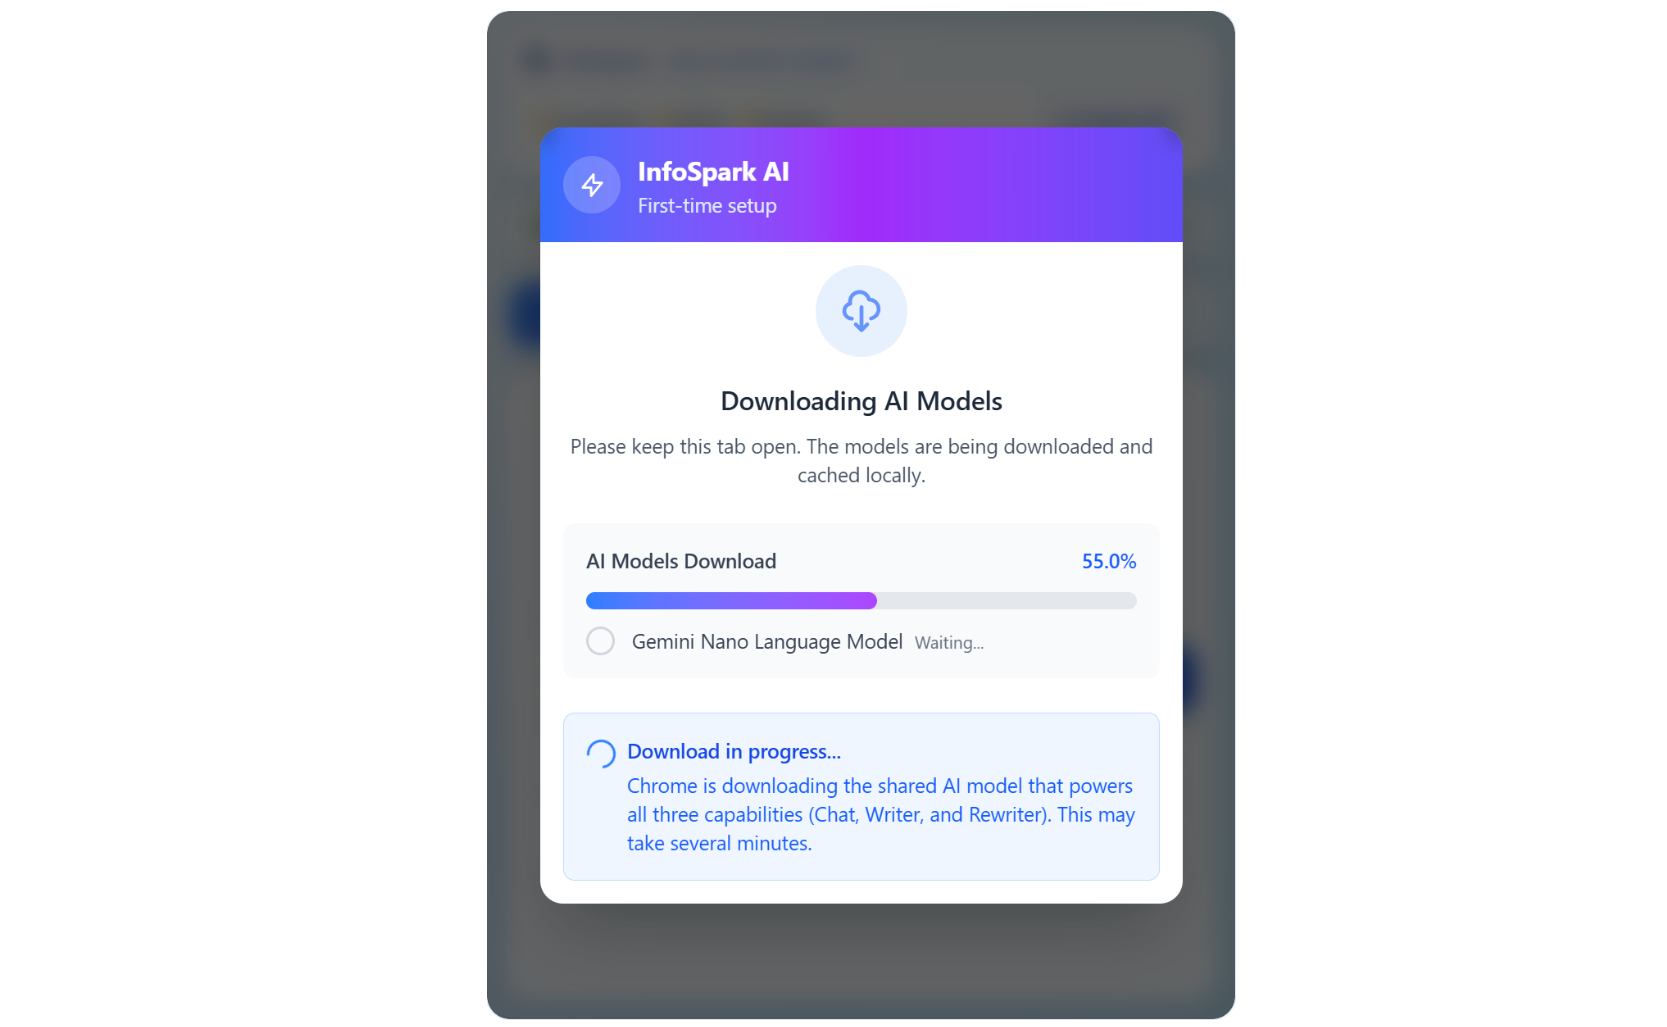 InfoSpark AI
First-time setup
Downloading AI Models
Please keep this tab open. The models are being downloaded and
cached locally.
AI Models Download 55.0%
Gemini Nano Language Model Waiting...
Download in progress...
Chrome is downloading the shared AI model that powers
all three capabilities (Chat, Writer, and Rewriter). This may
take several minutes.